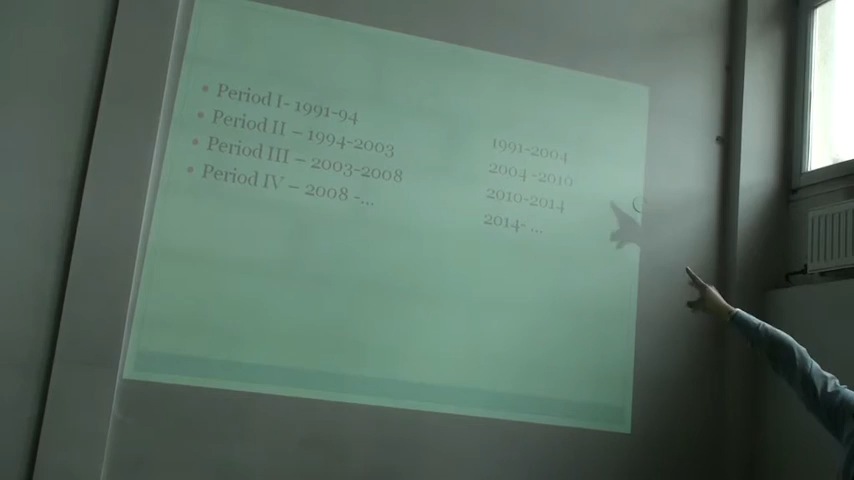 Period I- 1991-94
Period II – 1994-2003
Period III – 2003-2008
Period IV – 2008 -...
1991-2004
2004 -2010
2010-2014
2014- ...